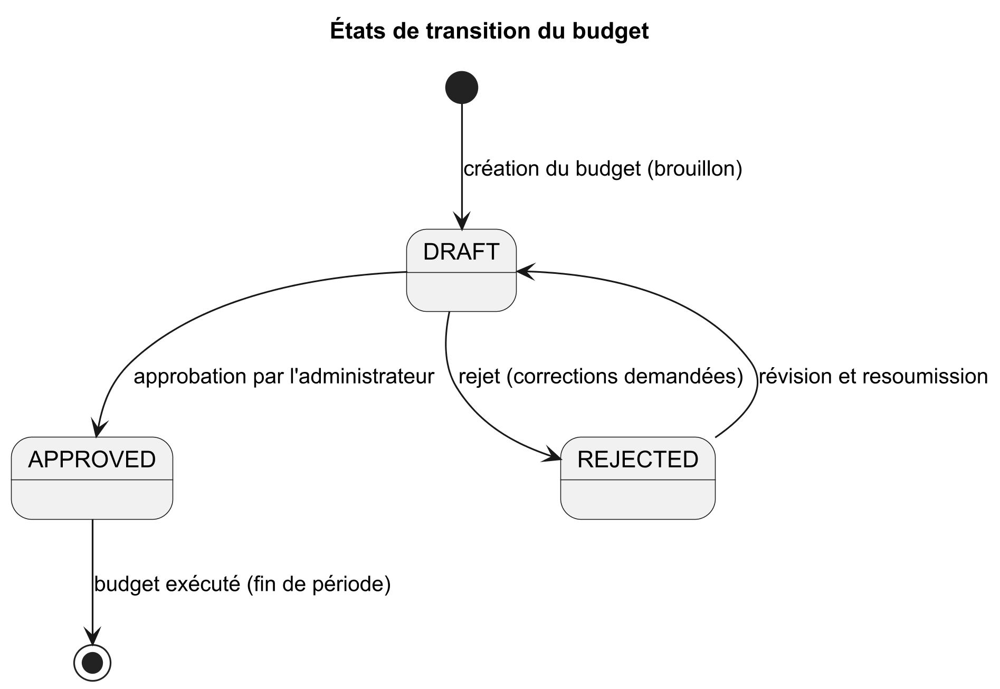 États de transition du budget
création du budget (brouillon)
DRAFT
approbation par l'administrateur
rejet (corrections demandées)
révision et resoumission
APPROVED
REJECTED
budget exécuté (fin de période)